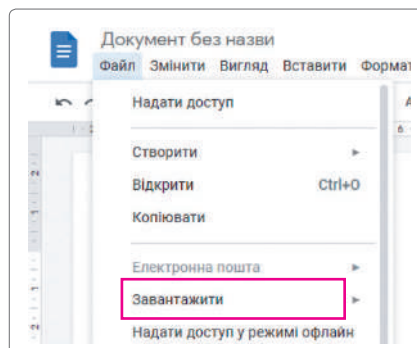 Документ без назви
Файл Змінити Вигляд Вставити Формат
Надати доступ
Створити
Відкрити Ctrl+O
Копіювати
Електронна пошта
Завантажити
Надати доступ у режимі офлайн